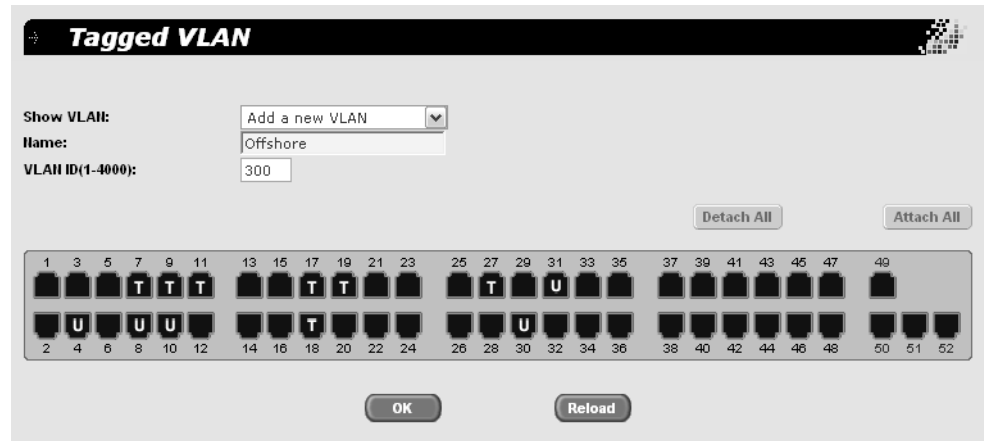 Tagged VLAN
Show VLAN: Add a new VLAN
Name: Offshore
VLAN ID(1-4000): 300
Detach All Attach All
1 3 5 7 9 11 13 15 17 19 21 23 25 27 29 31 33 35 37 39 41 43 45 47 49
T T T T T T U
U U U T U
2 4 6 8 10 12 14 16 18 20 22 24 26 28 30 32 34 36 38 40 42 44 46 48 50 51 52
OK Reload